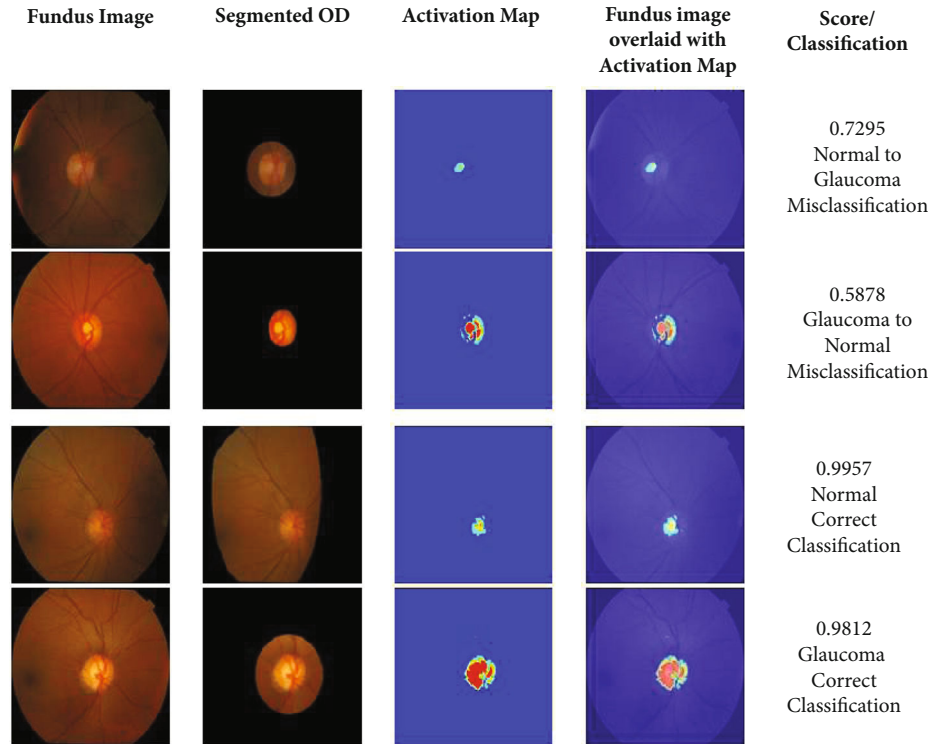 Fundus Image
Segmented OD
Activation Map
Fundus image
overlaid with
Activation Map
Score/
Classification
0.7295
Normal to
Glaucoma
Misclassification
0.5878
Glaucoma to
Normal
Misclassification
0.9957
Normal
Correct
Classification
0.9812
Glaucoma
Correct
Classification